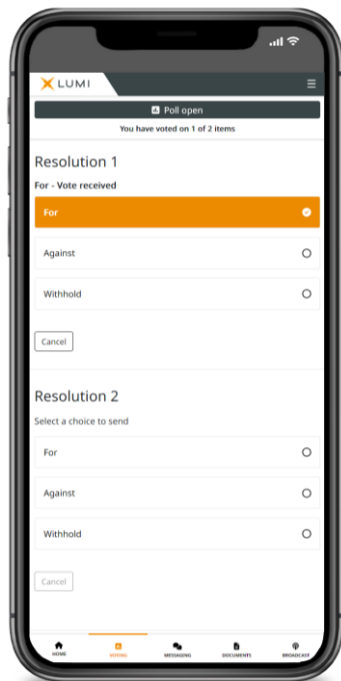 LUMI
Poll open
You have voted on 1 of 2 items
Resolution 1
For - Vote received
For
Against
Withhold
Cancel
Resolution 2
Select a choice to send
For
Against
Withhold
Cancel
HOME
VOTING
MESSAGING
DOCUMENTS
BROADCAST